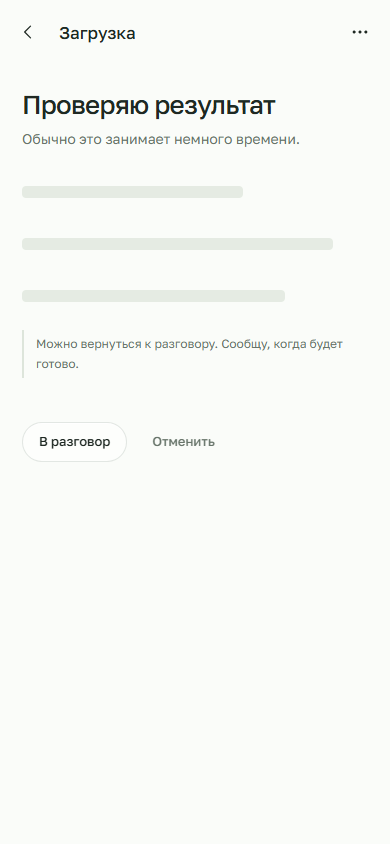 Загрузка
Проверяю результат
Обычно это занимает немного времени.
Можно вернуться к разговору. Сообщу, когда будет
готово.
В разговор
Отменить